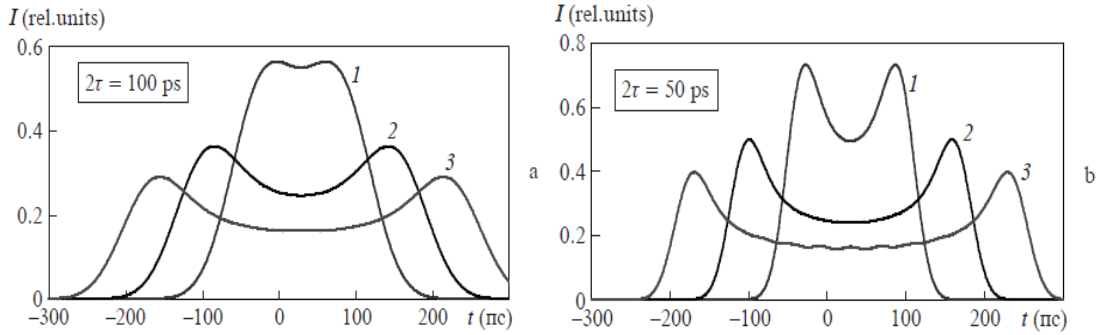 I (rel.units)
0.6
0.4
0.2
0
2τ = 100 ps
1
2
3
−300 −200 −100 0 100 200 t (пс)
a
I (rel.units)
0.8
0.6
0.4
0.2
0
2τ = 50 ps
1
2
3
−300 −200 −100 0 100 200 t (пс)
b